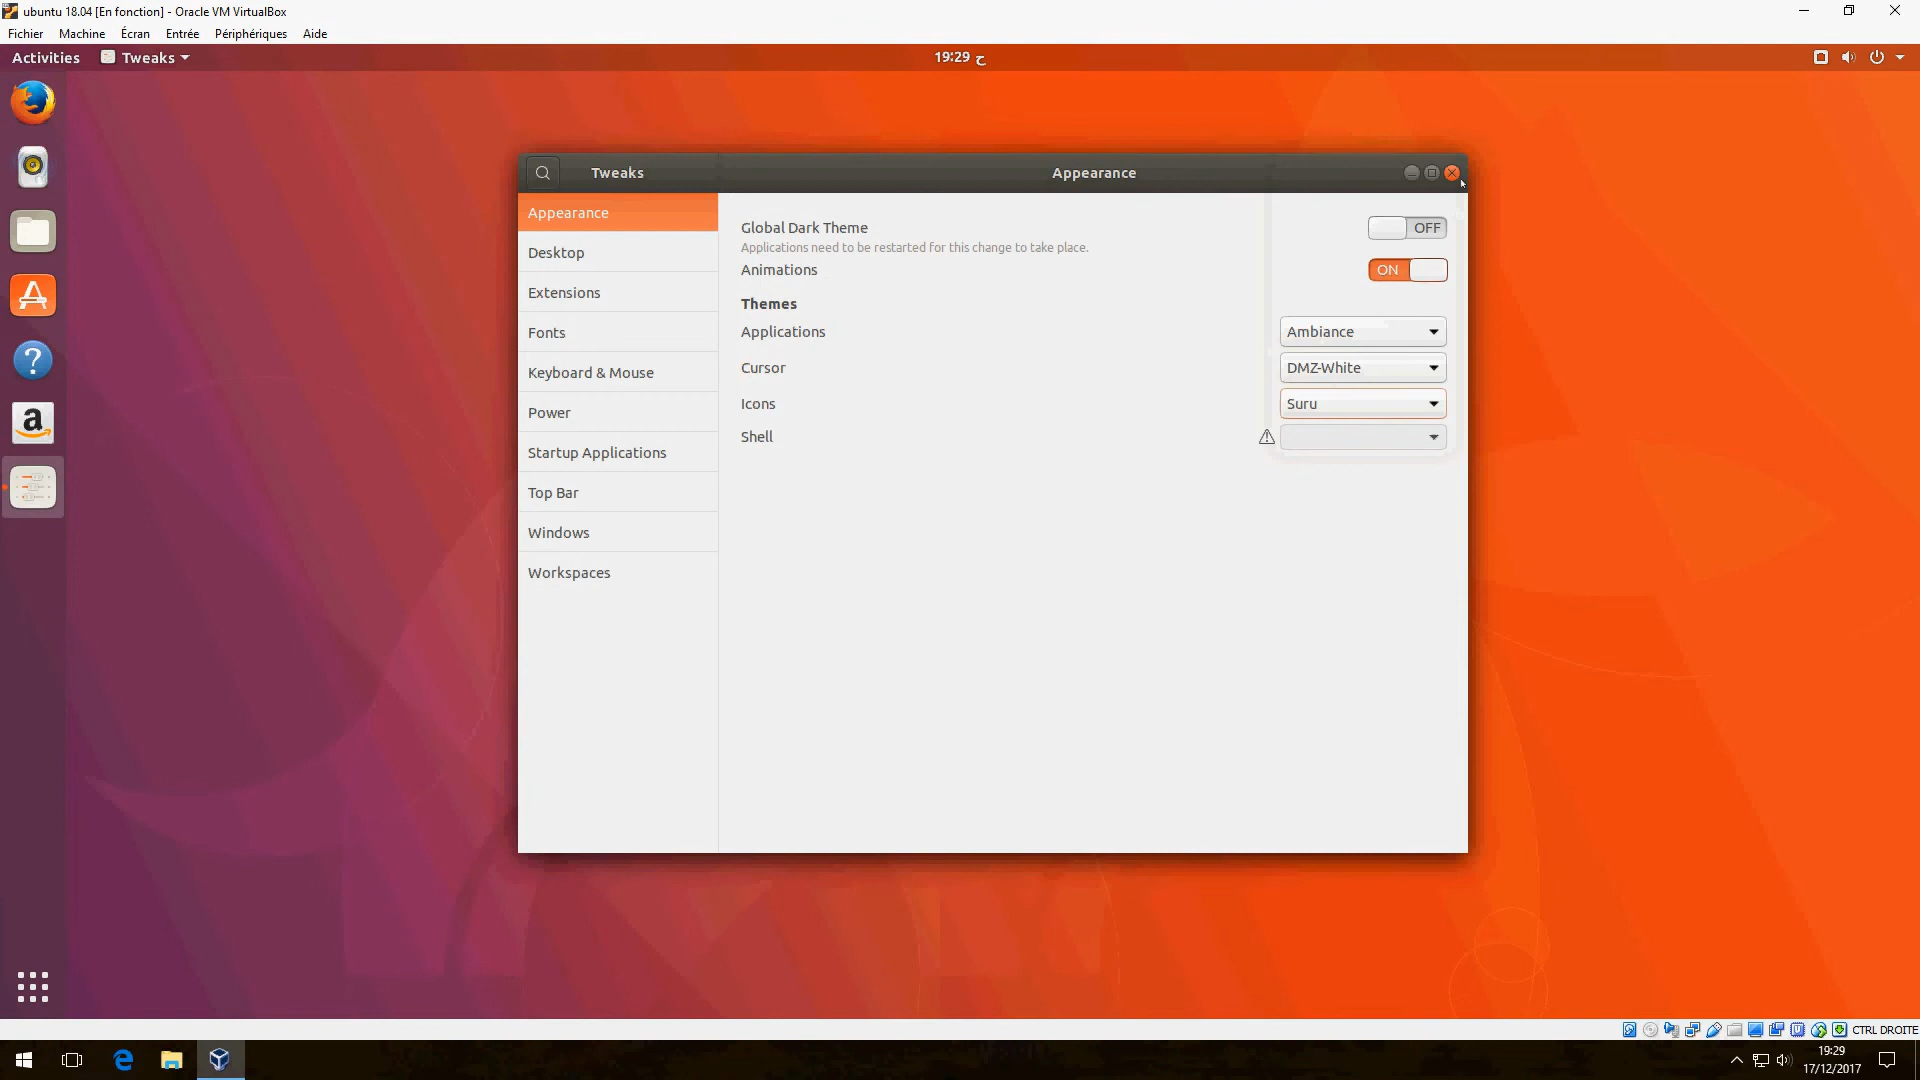 ubuntu 18.04 [En fonction] - Oracle VM VirtualBox
Fichier Machine Écran Entrée Périphériques Aide
Activities Tweaks 19:29 ح
Tweaks Appearance
Appearance
Desktop
Extensions
Fonts
Keyboard & Mouse
Power
Startup Applications
Top Bar
Windows
Workspaces
Global Dark Theme OFF
Applications need to be restarted for this change to take place.
Animations ON
Themes
Applications Ambiance
Cursor DMZ-White
Icons Suru
Shell
CTRL DROITE
19:29
17/12/2017